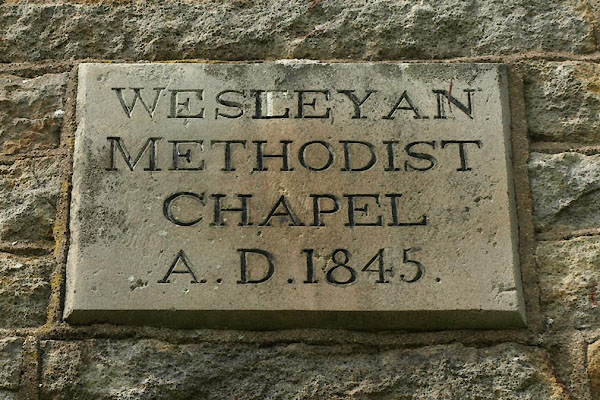 WESLEYAN
METHODIST
CHAPEL
A.D.1845.